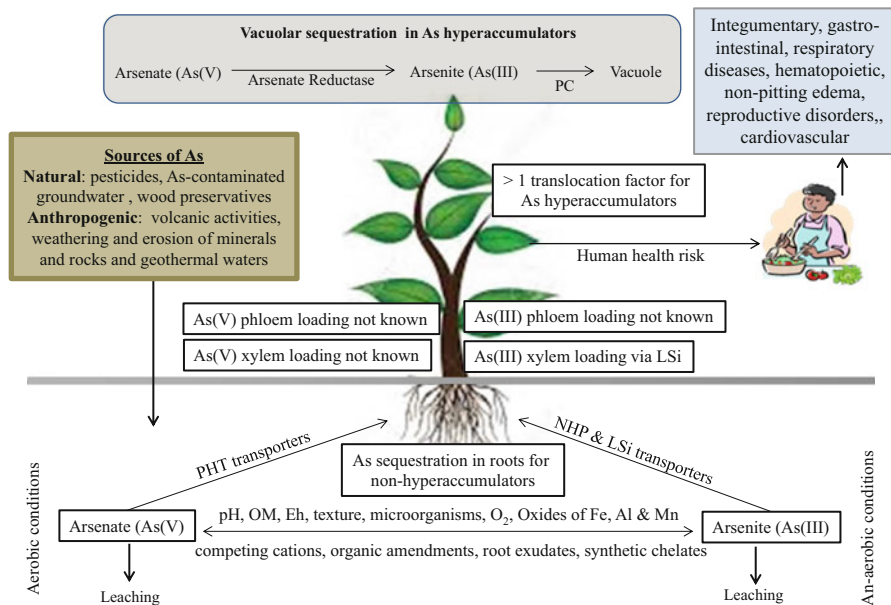 Vacuolar sequestration in As hyperaccumulators
Arsenate (As(V)
Arsenate Reductase
Arsenite (As(III)
PC
Vacuole
Integumentary, gastro-
intestinal, respiratory
diseases, hematopoietic,
non-pitting edema,
reproductive disorders,,
cardiovascular
Sources of As
Natural: pesticides, As-contaminated
groundwater , wood preservatives
Anthropogenic: volcanic activities,
weathering and erosion of minerals
and rocks and geothermal waters
> 1 translocation factor for
As hyperaccumulators
Human health risk
As(V) phloem loading not known
As(III) phloem loading not known
As(V) xylem loading not known
As(III) xylem loading via LSi
PHT transporters
NHP & LSi transporters
As sequestration in roots for
non-hyperaccumulators
Aerobic conditions
An-aerobic conditions
Arsenate (As(V)
pH, OM, Eh, texture, microorganisms, O2, Oxides of Fe, Al & Mn
competing cations, organic amendments, root exudates, synthetic chelates
Arsenite (As(III)
Leaching
Leaching